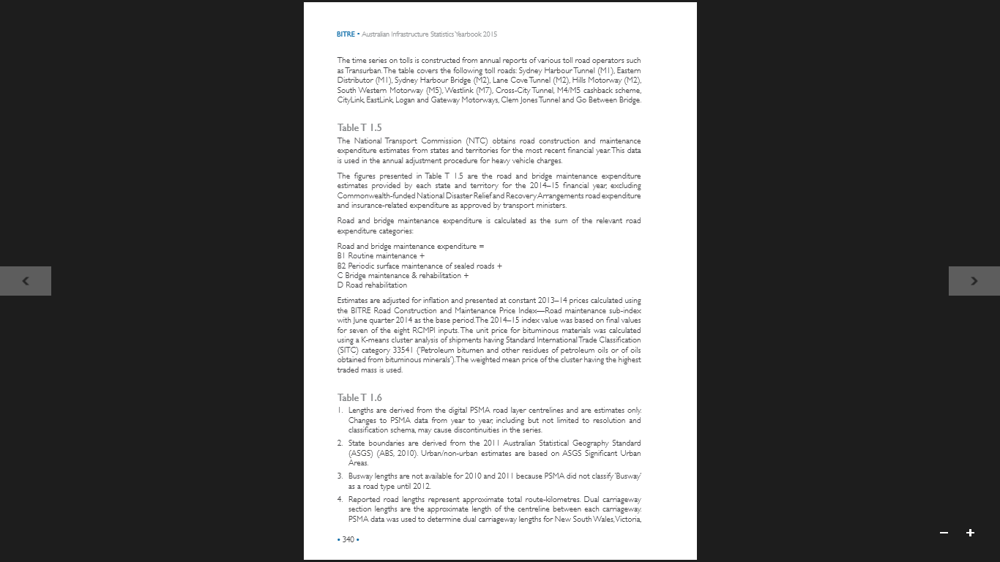 BITRE • Australian Infrastructure Statistics Yearbook 2015
The time series on tolls is constructed from annual reports of various toll road operators such
as Transurban. The table covers the following toll roads: Sydney Harbour Tunnel (M1), Eastern
Distributor (M1), Sydney Harbour Bridge (M2), Lane Cove Tunnel (M2), Hills Motorway (M2),
South Western Motorway (M5), Westlink (M7), Cross-City Tunnel, M4/M5 cashback scheme,
CityLink, EastLink, Logan and Gateway Motorways, Clem Jones Tunnel and Go Between Bridge.
Table T 1.5
The National Transport Commission (NTC) obtains road construction and maintenance
expenditure estimates from states and territories for the most recent financial year. This data
is used in the annual adjustment procedure for heavy vehicle charges.
The figures presented in Table T 1.5 are the road and bridge maintenance expenditure
estimates provided by each state and territory for the 2014–15 financial year, excluding
Commonwealth-funded National Disaster Relief and Recovery Arrangements road expenditure
and insurance-related expenditure as approved by transport ministers.
Road and bridge maintenance expenditure is calculated as the sum of the relevant road
expenditure categories:
Road and bridge maintenance expenditure =
B1 Routine maintenance +
B2 Periodic surface maintenance of sealed roads +
C Bridge maintenance & rehabilitation +
D Road rehabilitation
Estimates are adjusted for inflation and presented at constant 2013–14 prices calculated using
the BITRE Road Construction and Maintenance Price Index—Road maintenance sub-index
with June quarter 2014 as the base period. The 2014–15 index value was based on final values
for seven of the eight RCMPI inputs. The unit price for bituminous materials was calculated
using a K-means cluster analysis of shipments having Standard International Trade Classification
(SITC) category 33541 ('Petroleum bitumen and other residues of petroleum oils or of oils
obtained from bituminous minerals'). The weighted mean price of the cluster having the highest
traded mass is used.
Table T 1.6
1. Lengths are derived from the digital PSMA road layer centrelines and are estimates only.
Changes to PSMA data from year to year, including but not limited to resolution and
classification schema, may cause discontinuities in the series.
2. State boundaries are derived from the 2011 Australian Statistical Geography Standard
(ASGS) (ABS, 2010). Urban/non-urban estimates are based on ASGS Significant Urban
Areas.
3. Busway lengths are not available for 2010 and 2011 because PSMA did not classify 'Busway'
as a road type until 2012.
4. Reported road lengths represent approximate total route-kilometres. Dual carriageway
section lengths are the approximate length of the centreline between each carriageway.
PSMA data was used to determine dual carriageway lengths for New South Wales, Victoria,
• 340 •